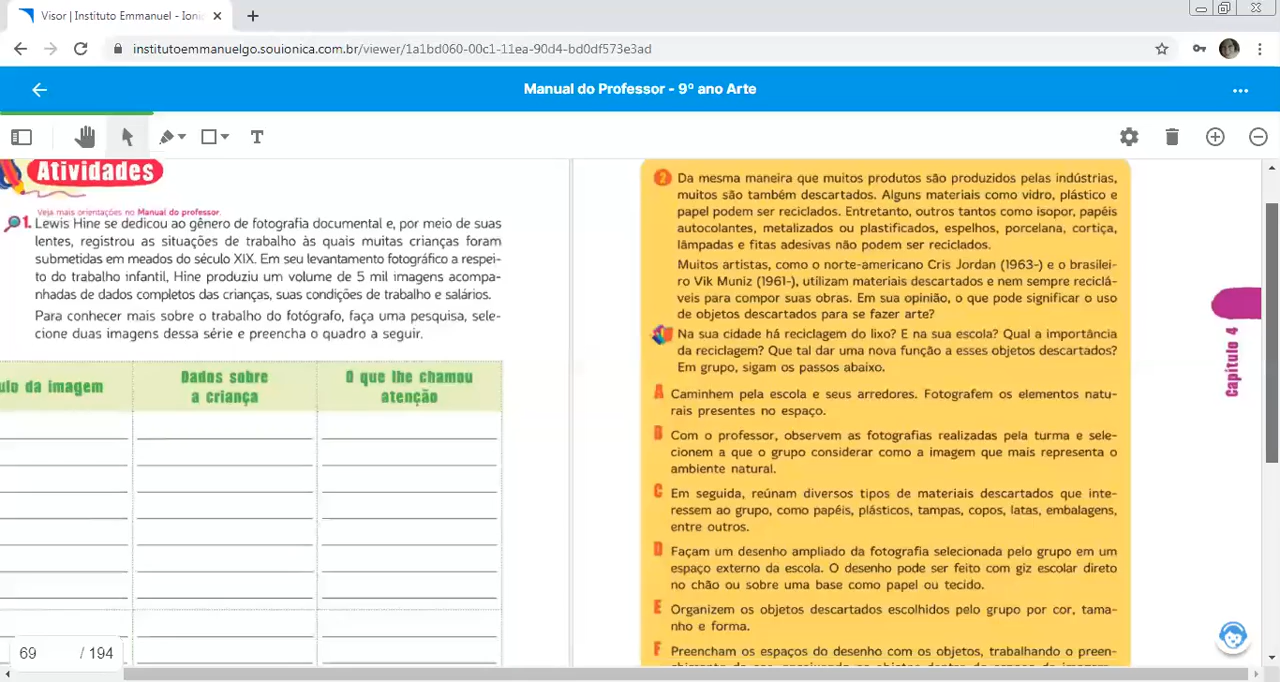 Visor | Instituto Emmanuel - Ionic
institutoemmanuelgo.souionica.com.br/viewer/1a1bd060-00c1-11ea-90d4-bd0df573e3ad
Manual do Professor - 9º ano Arte
T
Atividades
Veja mais orientações no Manual do professor.
1. Lewis Hine se dedicou ao gênero de fotografia documental e, por meio de suas
lentes, registrou as situações de trabalho às quais muitas crianças foram
submetidas em meados do século XIX. Em seu levantamento fotográfico a respei-
to do trabalho infantil, Hine produziu um volume de 5 mil imagens acompa-
nhadas de dados completos das crianças, suas condições de trabalho e salários.
Para conhecer mais sobre o trabalho do fotógrafo, faça uma pesquisa, sele-
cione duas imagens dessa série e preencha o quadro a seguir.
ulo da imagem
Dados sobre
a criança
O que lhe chamou
atenção
69 / 194
2 Da mesma maneira que muitos produtos são produzidos pelas indústrias,
muitos são também descartados. Alguns materiais como vidro, plástico e
papel podem ser reciclados. Entretanto, outros tantos como isopor, papéis
autocolantes, metalizados ou plastificados, espelhos, porcelana, cortiça,
lâmpadas e fitas adesivas não podem ser reciclados.
Muitos artistas, como o norte-americano Cris Jordan (1963-) e o brasilei-
ro Vik Muniz (1961-), utilizam materiais descartados e nem sempre reciclá-
veis para compor suas obras. Em sua opinião, o que pode significar o uso
de objetos descartados para se fazer arte?
Na sua cidade há reciclagem do lixo? E na sua escola? Qual a importância
da reciclagem? Que tal dar uma nova função a esses objetos descartados?
Em grupo, sigam os passos abaixo.
A Caminhem pela escola e seus arredores. Fotografem os elementos natu-
rais presentes no espaço.
B Com o professor, observem as fotografias realizadas pela turma e sele-
cionem a que o grupo considerar como a imagem que mais representa o
ambiente natural.
C Em seguida, reúnam diversos tipos de materiais descartados que inte-
ressem ao grupo, como papéis, plásticos, tampas, copos, latas, embalagens,
entre outros.
D Façam um desenho ampliado da fotografia selecionada pelo grupo em um
espaço externo da escola. O desenho pode ser feito com giz escolar direto
no chão ou sobre uma base como papel ou tecido.
E Organizem os objetos descartados escolhidos pelo grupo por cor, tama-
nho e forma.
F Preencham os espaços do desenho com os objetos, trabalhando o preen-
Capítulo 4